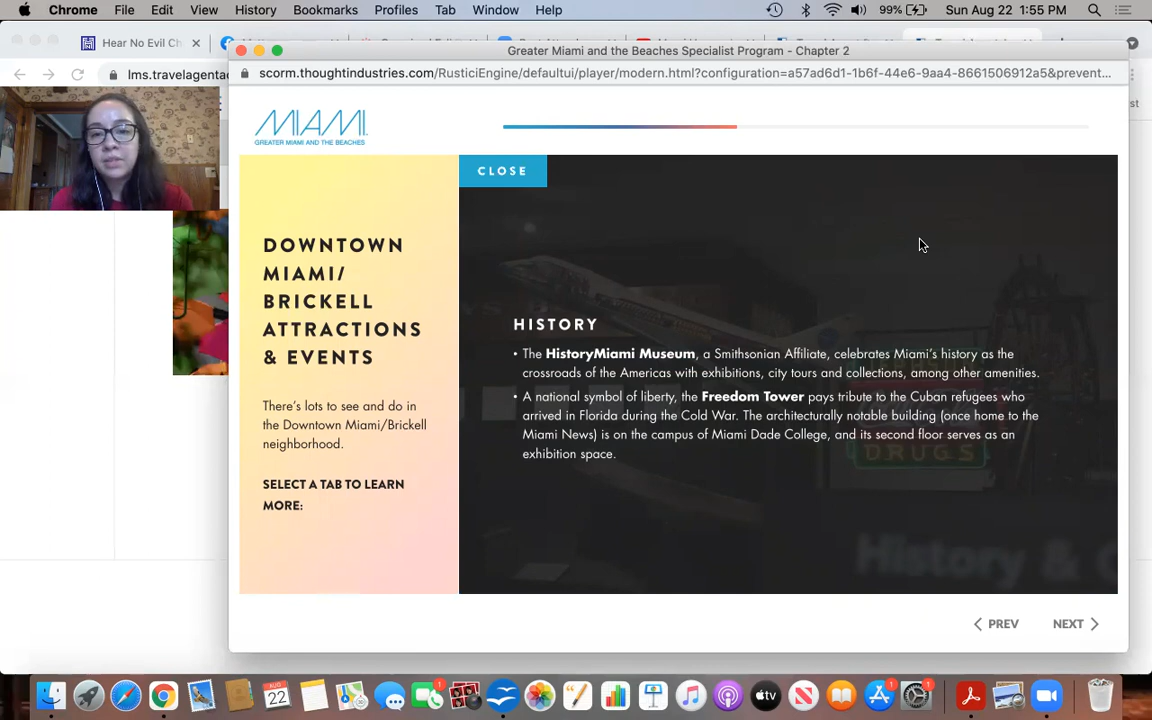 Chrome File Edit View History Bookmarks Profiles Tab Window Help 99% Sun Aug 22 1:55 PM
Hear No Evil Ch
Greater Miami and the Beaches Specialist Program - Chapter 2
lms.travelagentac
scorm.thoughtindustries.com/RusticiEngine/defaultui/player/modern.html?configuration=a57ad6d1-1b6f-44e6-9aa4-8661506912a5&prevent...
MIAMI
GREATER MIAMI AND THE BEACHES
CLOSE
DOWNTOWN
MIAMI/
BRICKELL
ATTRACTIONS
& EVENTS
There's lots to see and do in
the Downtown Miami/Brickell
neighborhood.
SELECT A TAB TO LEARN
MORE:
HISTORY
• The HistoryMiami Museum, a Smithsonian Affiliate, celebrates Miami's history as the
crossroads of the Americas with exhibitions, city tours and collections, among other amenities.
• A national symbol of liberty, the Freedom Tower pays tribute to the Cuban refugees who
arrived in Florida during the Cold War. The architecturally notable building (once home to the
Miami News) is on the campus of Miami Dade College, and its second floor serves as an
exhibition space.
DRUGS
History & C
PREV NEXT